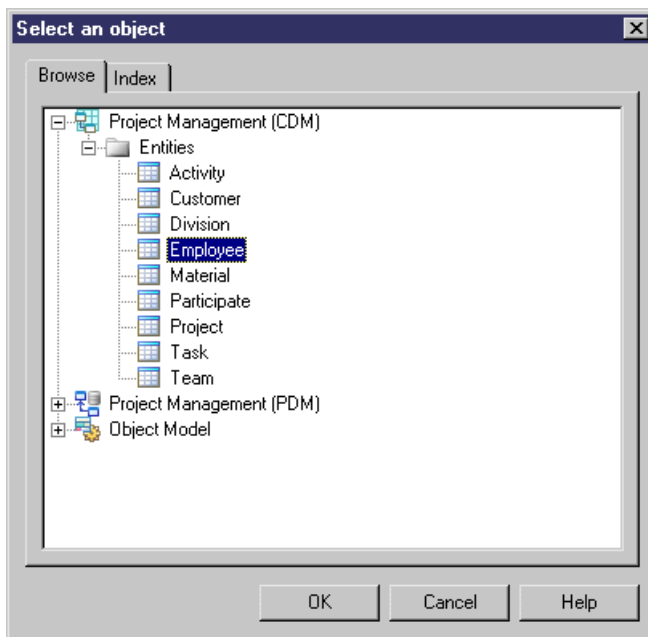 Select an object
Browse Index
Project Management (CDM)
Entities
Activity
Customer
Division
Employee
Material
Participate
Project
Task
Team
Project Management (PDM)
Object Model
OK Cancel Help